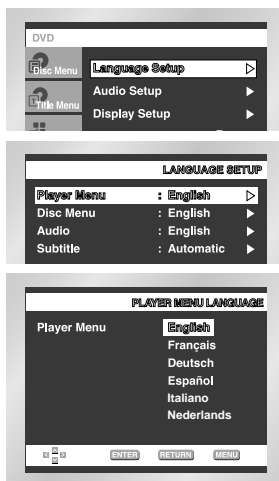 DVD
Disc Menu
Language Setup
Audio Setup
Title Menu
Display Setup
LANGUAGE SETUP
Player Menu : English
Disc Menu : English
Audio : English
Subtitle : Automatic
PLAYER MENU LANGUAGE
Player Menu English
Français
Deutsch
Español
Italiano
Nederlands
ENTER RETURN MENU